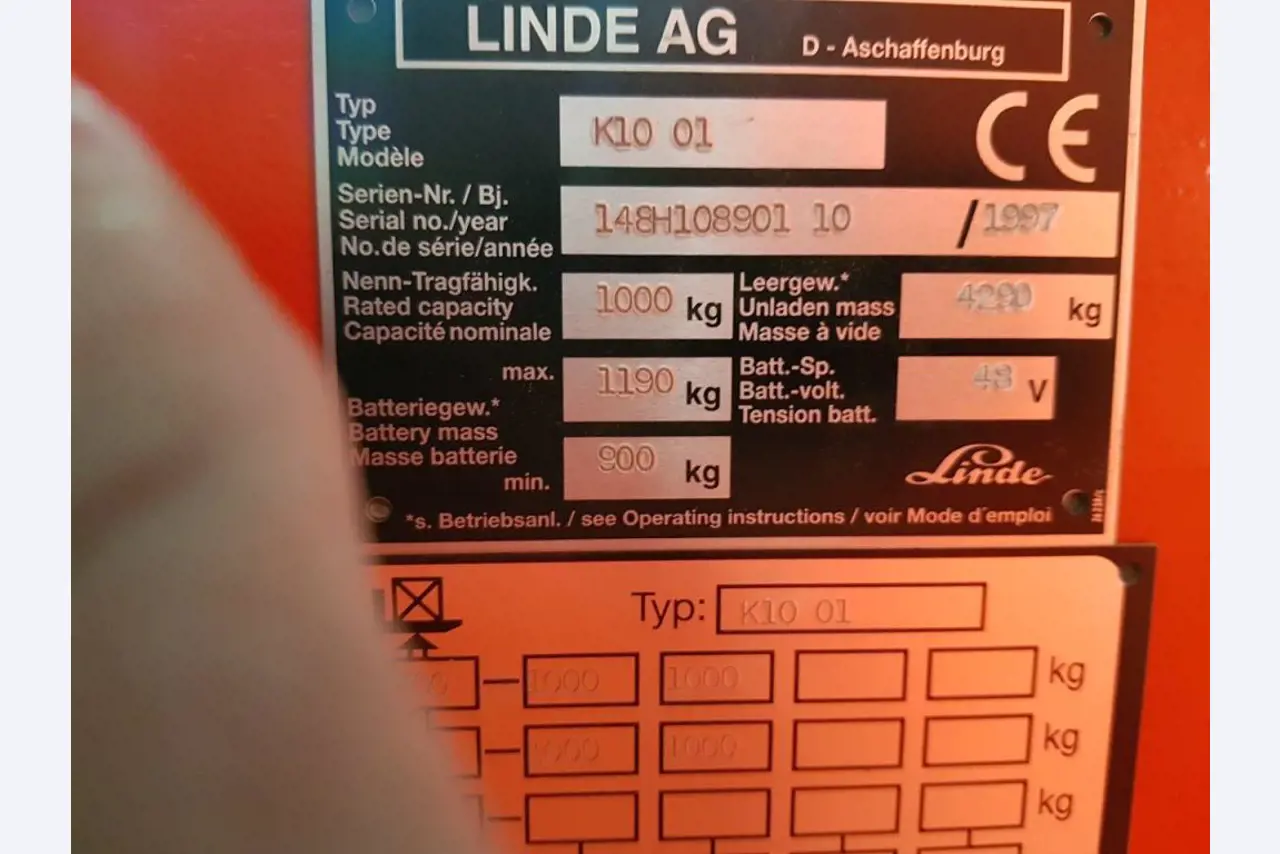 LINDE AG D - Aschaffenburg
Typ
Type
Modèle
K10 01
CE
Serien-Nr. / Bj.
Serial no./year
No.de série/année
148H108901 10 / 1997
Nenn-Tragfähigk.
Rated capacity
Capacité nominale
1000 kg
Leergew.*
Unladen mass
Masse à vide
4290 kg
max.
1190 kg
Batteriegew.*
Battery mass
Masse batterie
min.
900 kg
Batt.-Sp.
Batt.-volt.
Tension batt.
48 V
Linde
*s. Betriebsanl. / see Operating instructions / voir Mode d´emploi
Typ: K10 01
1000 1000 kg
1000 kg
kg